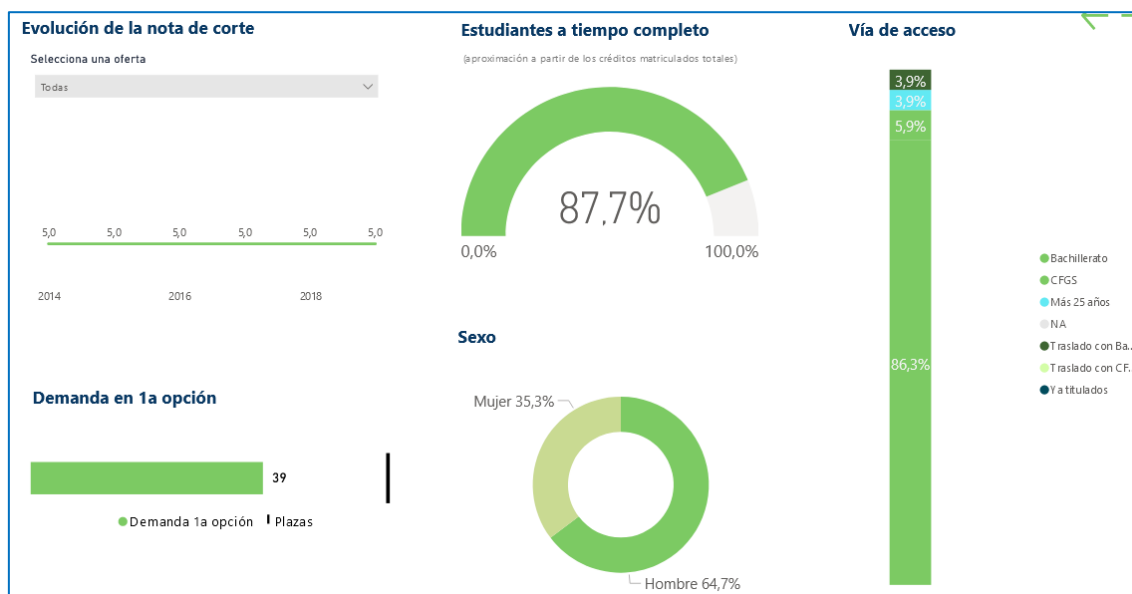 Evolución de la nota de corte
Selecciona una oferta
Todas
5,0 5,0 5,0 5,0 5,0 5,0
2014 2016 2018
Demanda en 1a opción
39
Demanda 1a opción Plazas
Estudiantes a tiempo completo
(aproximación a partir de los créditos matriculados totales)
87,7%
0,0% 100,0%
Sexo
Mujer 35,3%
Hombre 64,7%
Vía de acceso
3,9%
3,9%
5,9%
86,3%
Bachillerato
CFGS
Más 25 años
NA
Traslado con Ba...
Traslado con CF...
Ya titulados